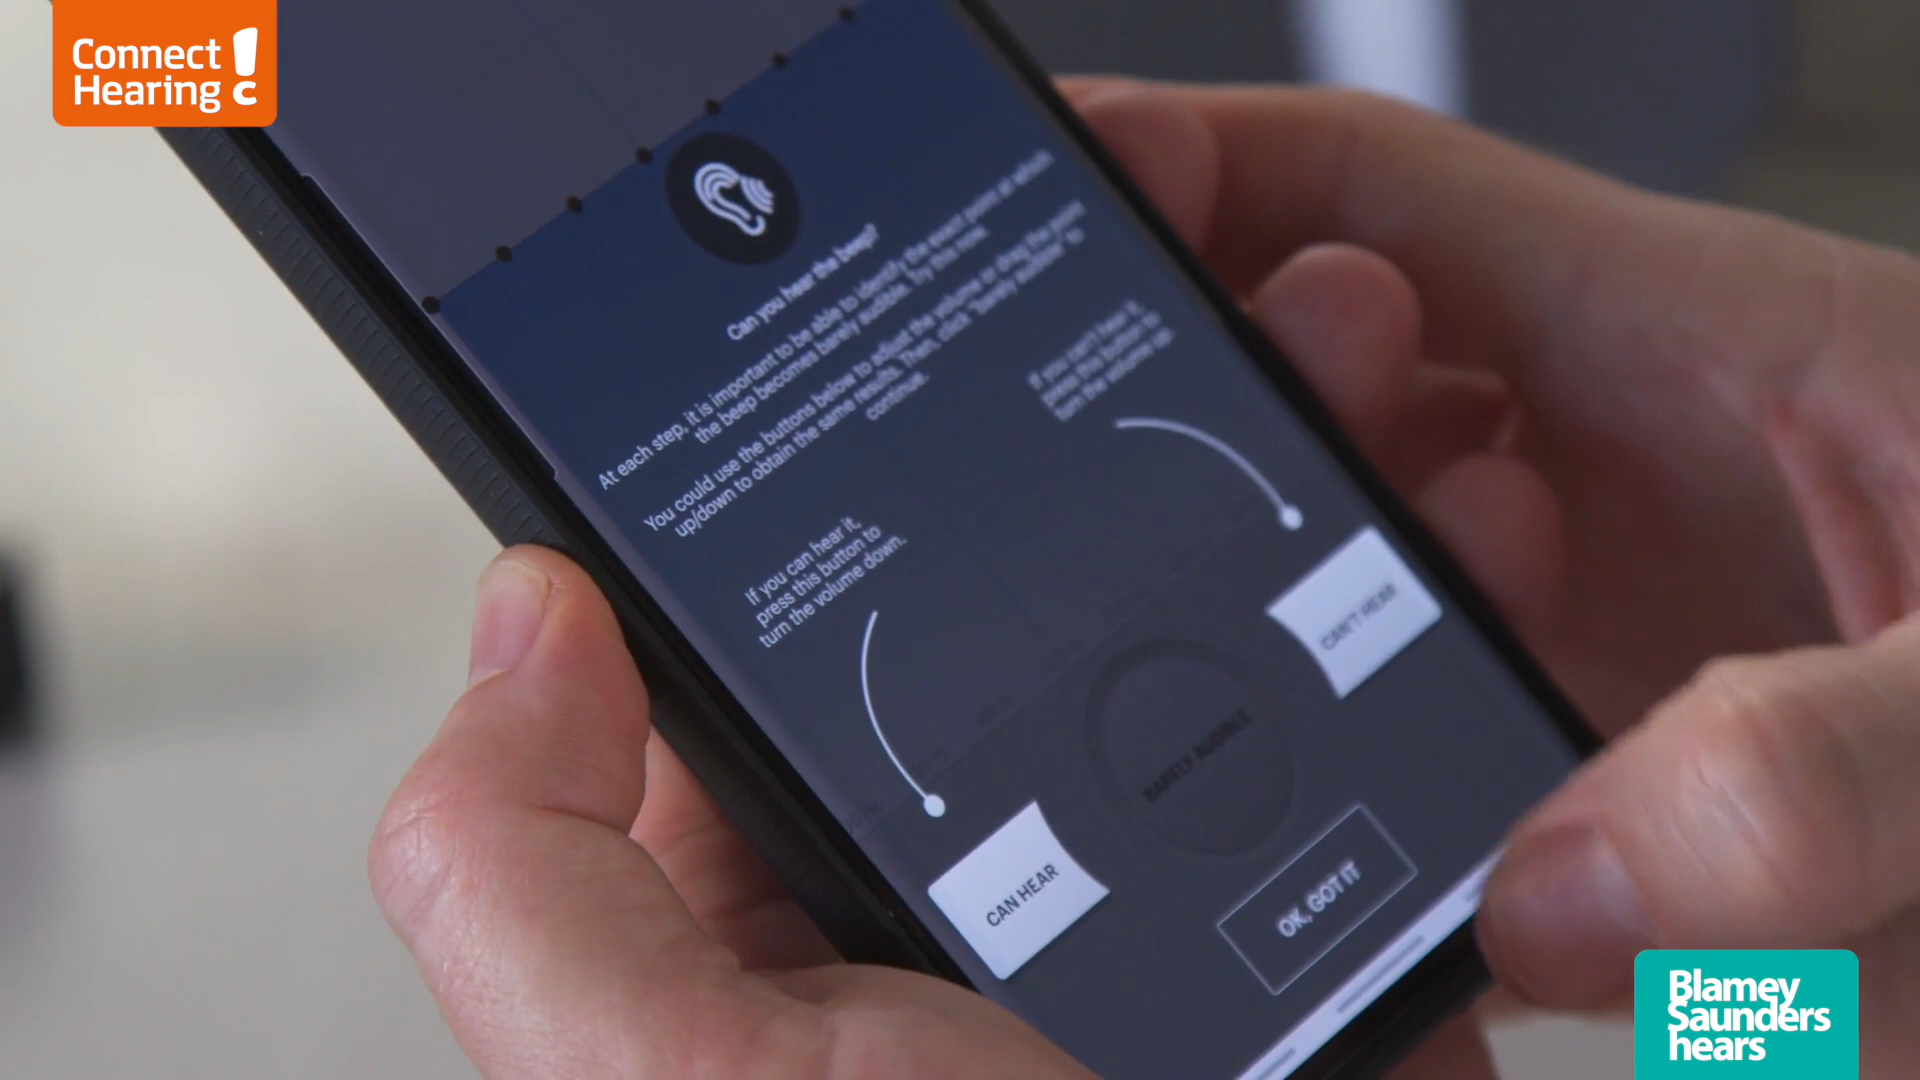 Connect
Hearing
Can you hear the beep?
At each step, it is important to be able to identify the exact point at which
the beep becomes barely audible. Try this now.
You could use the buttons below to adjust the volume or drag the point
up/down to obtain the same results. Then, click "barely audible" to
continue.
If you can't hear it,
press this button to
turn the volume up.
If you can hear it,
press this button to
turn the volume down.
CAN'T HEAR
BARELY AUDIBLE
CAN HEAR
OK, GOT IT
Blamey
Saunders
hears